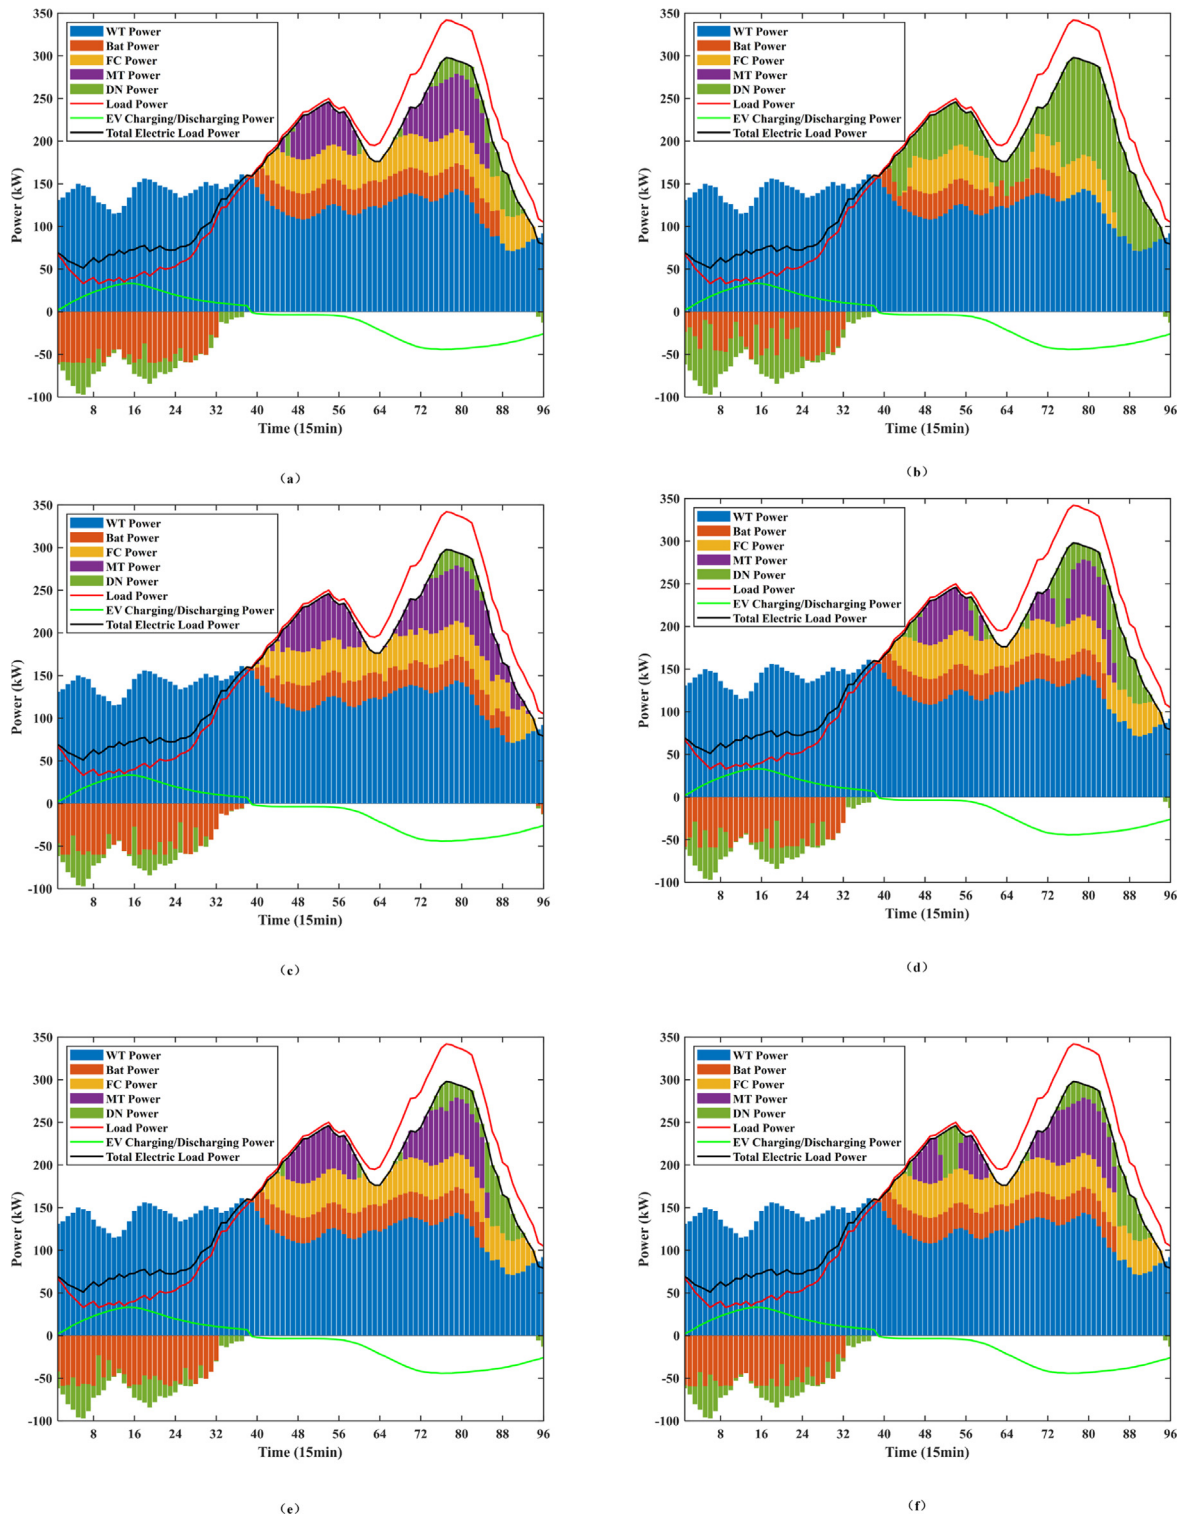 350
300
250
200
150
100
50
0
-50
-100
Power (kW)
WT Power
Bat Power
FC Power
MT Power
DN Power
Load Power
EV Charging/Discharging Power
Total Electric Load Power
8 16 24 32 40 48 56 64 72 80 88 96
Time (15min)
(a)
350
300
250
200
150
100
50
0
-50
-100
Power (kW)
WT Power
Bat Power
FC Power
MT Power
DN Power
Load Power
EV Charging/Discharging Power
Total Electric Load Power
8 16 24 32 40 48 56 64 72 80 88 96
Time (15min)
(b)
350
300
250
200
150
100
50
0
-50
-100
Power (kW)
WT Power
Bat Power
FC Power
MT Power
DN Power
Load Power
EV Charging/Discharging Power
Total Electric Load Power
8 16 24 32 40 48 56 64 72 80 88 96
Time (15min)
(c)
350
300
250
200
150
100
50
0
-50
-100
Power (kW)
WT Power
Bat Power
FC Power
MT Power
DN Power
Load Power
EV Charging/Discharging Power
Total Electric Load Power
8 16 24 32 40 48 56 64 72 80 88 96
Time (15min)
(d)
350
300
250
200
150
100
50
0
-50
-100
Power (kW)
WT Power
Bat Power
FC Power
MT Power
DN Power
Load Power
EV Charging/Discharging Power
Total Electric Load Power
8 16 24 32 40 48 56 64 72 80 88 96
Time (15min)
(e)
350
300
250
200
150
100
50
0
-50
-100
Power (kW)
WT Power
Bat Power
FC Power
MT Power
DN Power
Load Power
EV Charging/Discharging Power
Total Electric Load Power
8 16 24 32 40 48 56 64 72 80 88 96
Time (15min)
(f)